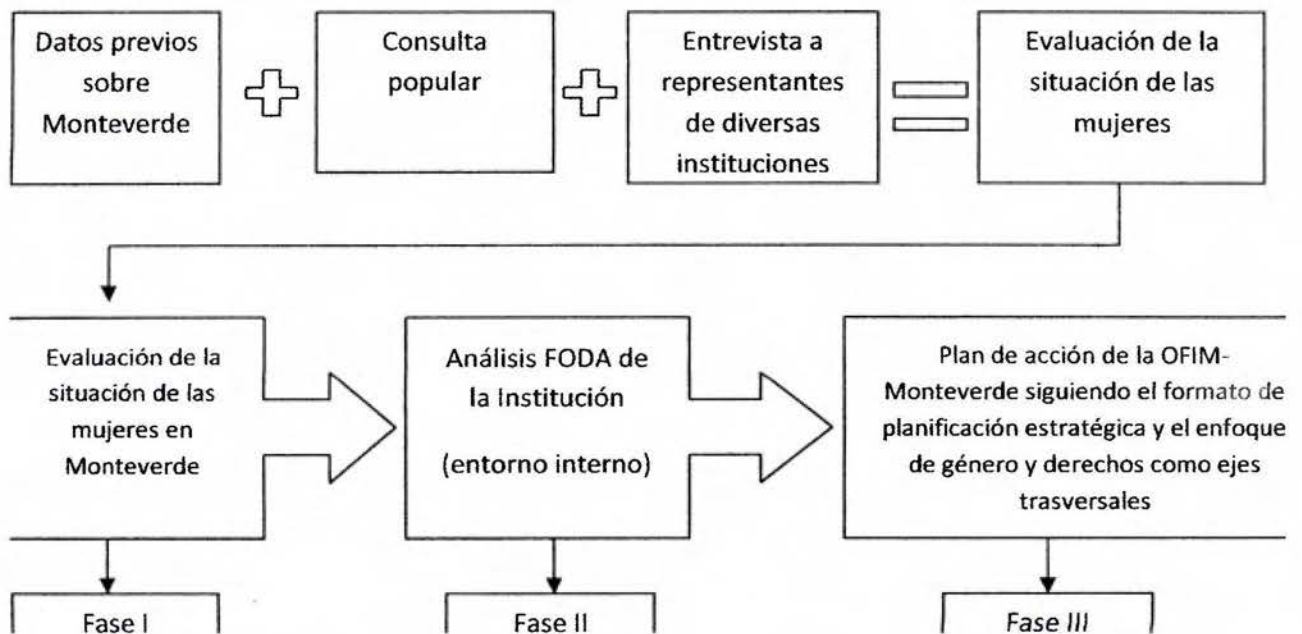 Datos previos
sobre
Monteverde
Consulta
popular
Entrevista a
representantes
de diversas
instituciones
Evaluación de la
situación de las
mujeres
Evaluación de la
situación de las
mujeres en
Monteverde
Análisis FODA de
la Institución
(entorno interno)
Plan de acción de la OFIM-
Monteverde siguiendo el formato de
planificación estratégica y el enfoque
de género y derechos como ejes
trasversales
Fase I
Fase II
Fase III